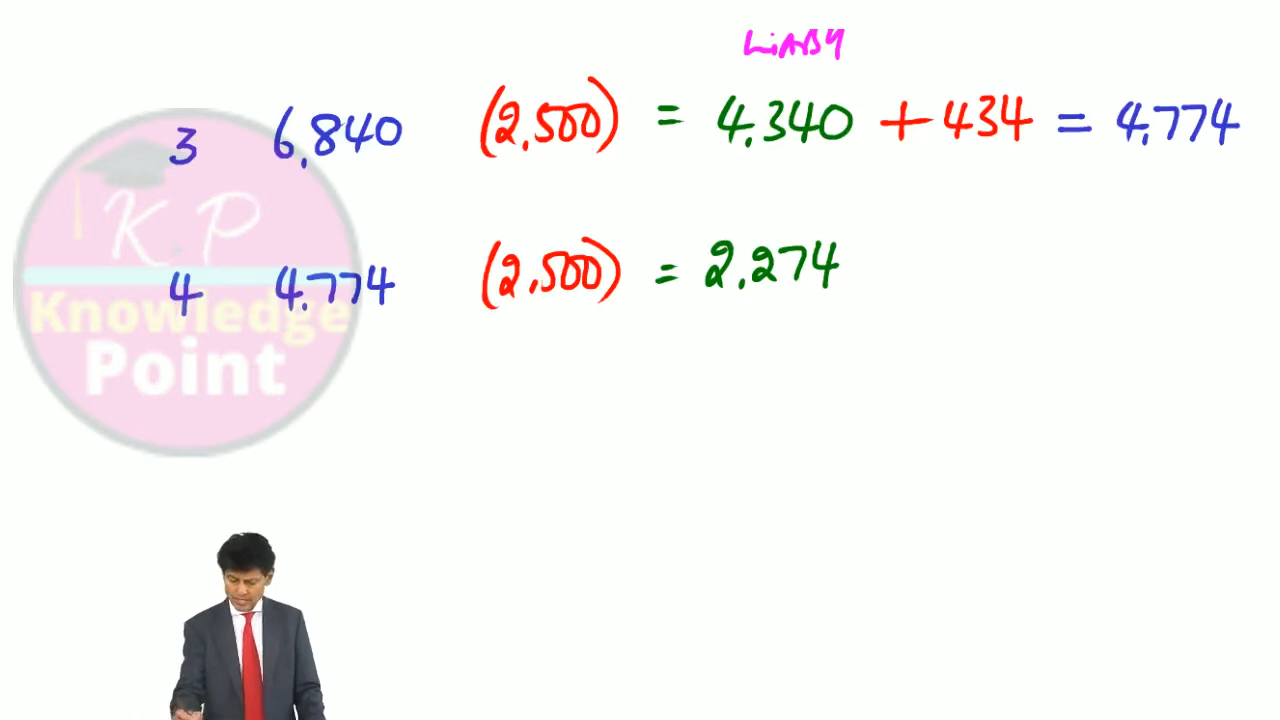 LIABY
3 6.840 (2.500) = 4.340 + 434 = 4.774
K.P
4 4.774 (2.500) = 2.274
Knowledge
Point